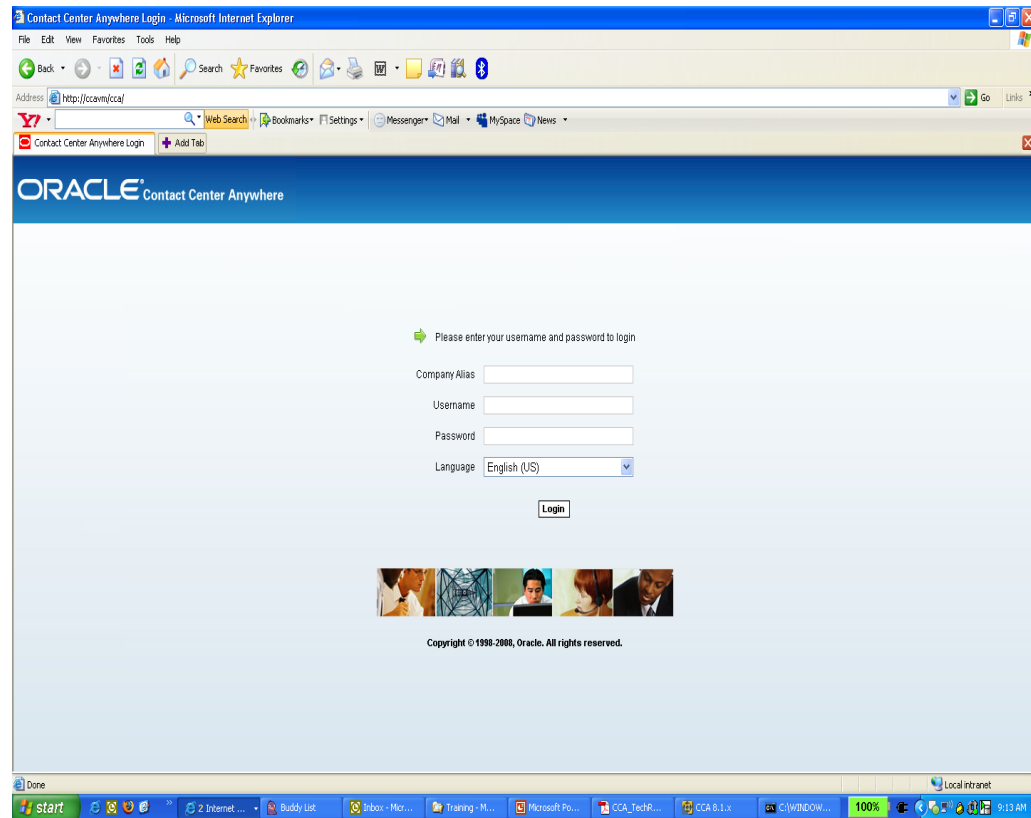 Contact Center Anywhere Login - Microsoft Internet Explorer
File Edit View Favorites Tools Help
Back Search Favorites
Address http://ccavm/cca/ Go Links
Y! Web Search Bookmarks Settings Messenger Mail MySpace News
Contact Center Anywhere Login Add Tab
ORACLE® Contact Center Anywhere
Please enter your username and password to login
Company Alias
Username
Password
Language English (US)
Login
Copyright © 1998-2008, Oracle. All rights reserved.
Done Local intranet
start 2 Internet ... Buddy List Inbox - Micr... Training - M... Microsoft Po... CCA_TechR... CCA 8.1.x C:\WINDOW... 100% 9:13 AM